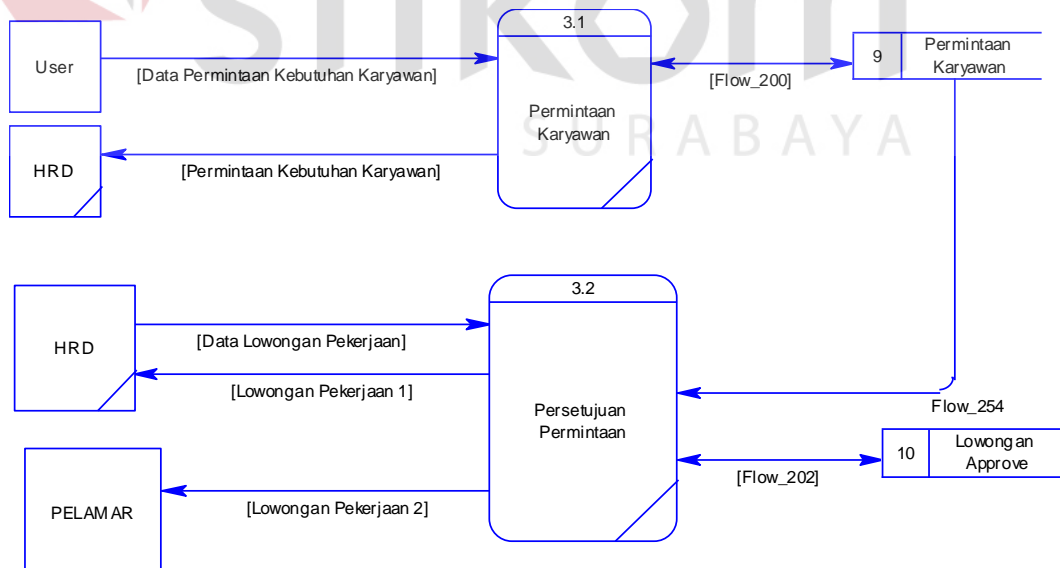 stikom
SURABAYA
3.1
Permintaan
Karyawan
User
[Data Permintaan Kebutuhan Karyawan]
[Flow_200]
9
Permintaan
Karyawan
HRD
[Permintaan Kebutuhan Karyawan]
3.2
Persetujuan
Permintaan
HRD
[Data Lowongan Pekerjaan]
[Lowongan Pekerjaan 1]
Flow_254
10
Lowongan
Approve
[Flow_202]
PELAMAR
[Lowongan Pekerjaan 2]